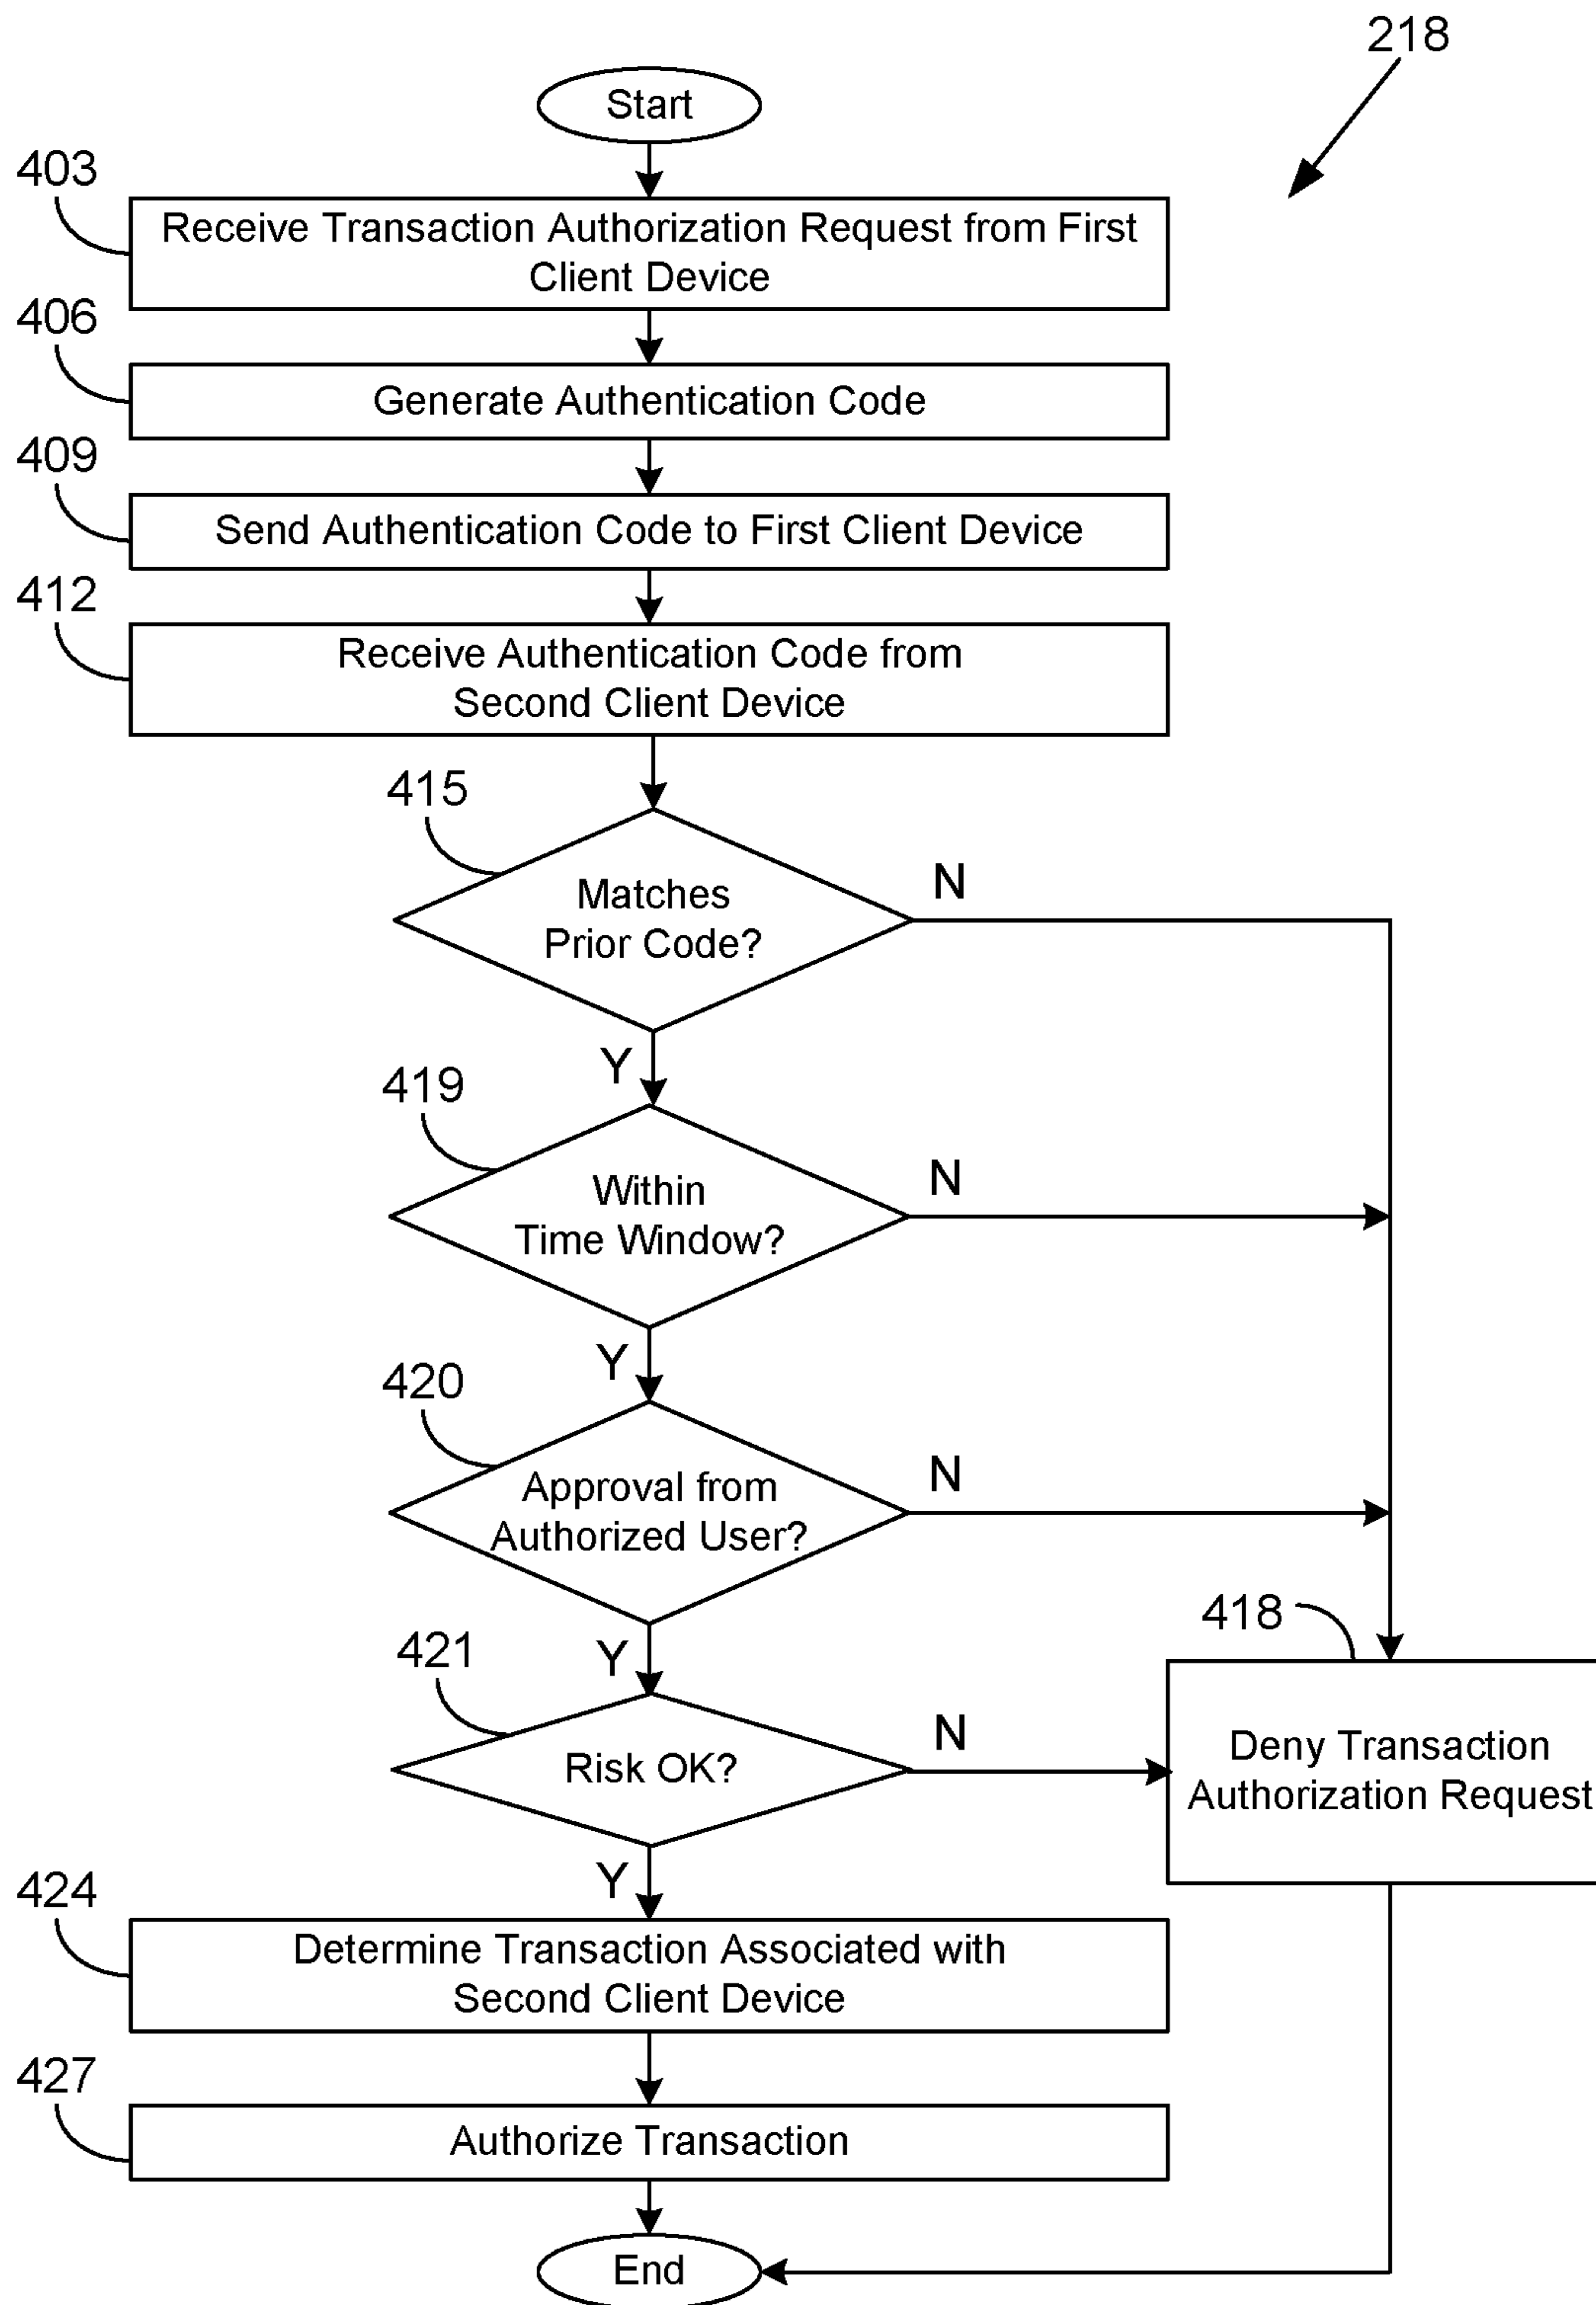 218
Start
403
Receive Transaction Authorization Request from First
Client Device
406
Generate Authentication Code
409
Send Authentication Code to First Client Device
412
Receive Authentication Code from
Second Client Device
415
Matches
Prior Code?
N
Y
419
Within
Time Window?
N
Y
420
Approval from
Authorized User?
N
Y
418
Deny Transaction
Authorization Request
421
Risk OK?
N
Y
424
Determine Transaction Associated with
Second Client Device
427
Authorize Transaction
End